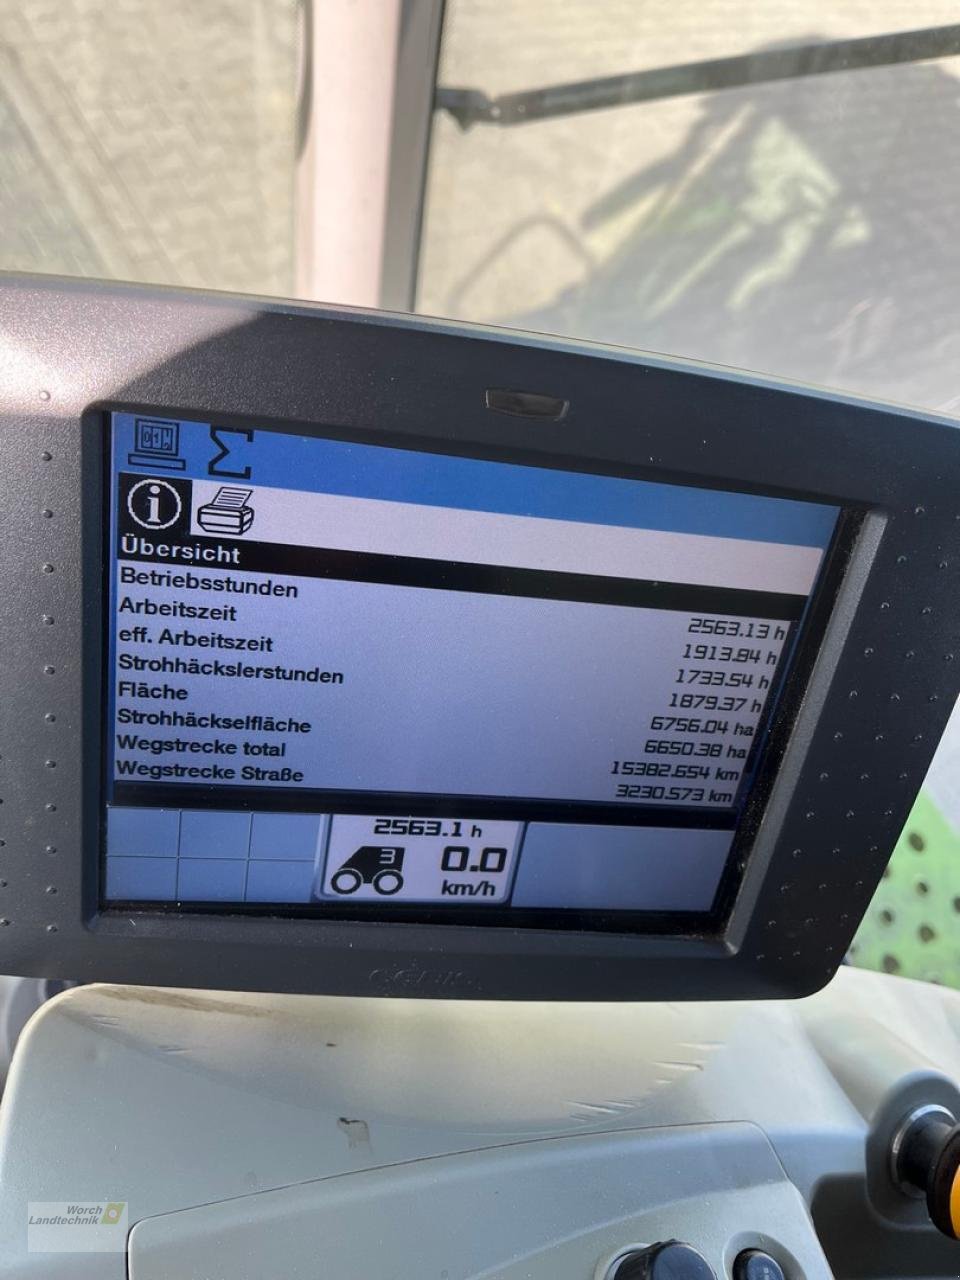 Übersicht
Betriebsstunden 2563.13 h
Arbeitszeit 1913.84 h
eff. Arbeitszeit 1733.54 h
Strohhäckslerstunden 1879.37 h
Fläche 6756.04 ha
Strohhäckselfläche 6650.38 ha
Wegstrecke total 15382.654 km
Wegstrecke Straße 3230.573 km
2563.1 h
3
0.0
km/h
Worch
Landtechnik